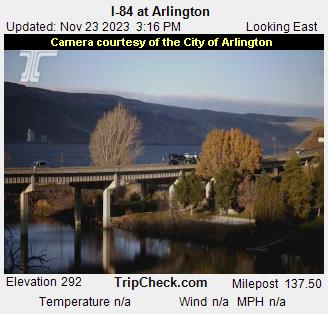 I-84 at Arlington
Updated: Nov 23 2023 3:16 PM Looking East
Camera courtesy of the City of Arlington
Elevation 292 TripCheck.com Milepost 137.50
Temperature n/a Wind n/a MPH n/a